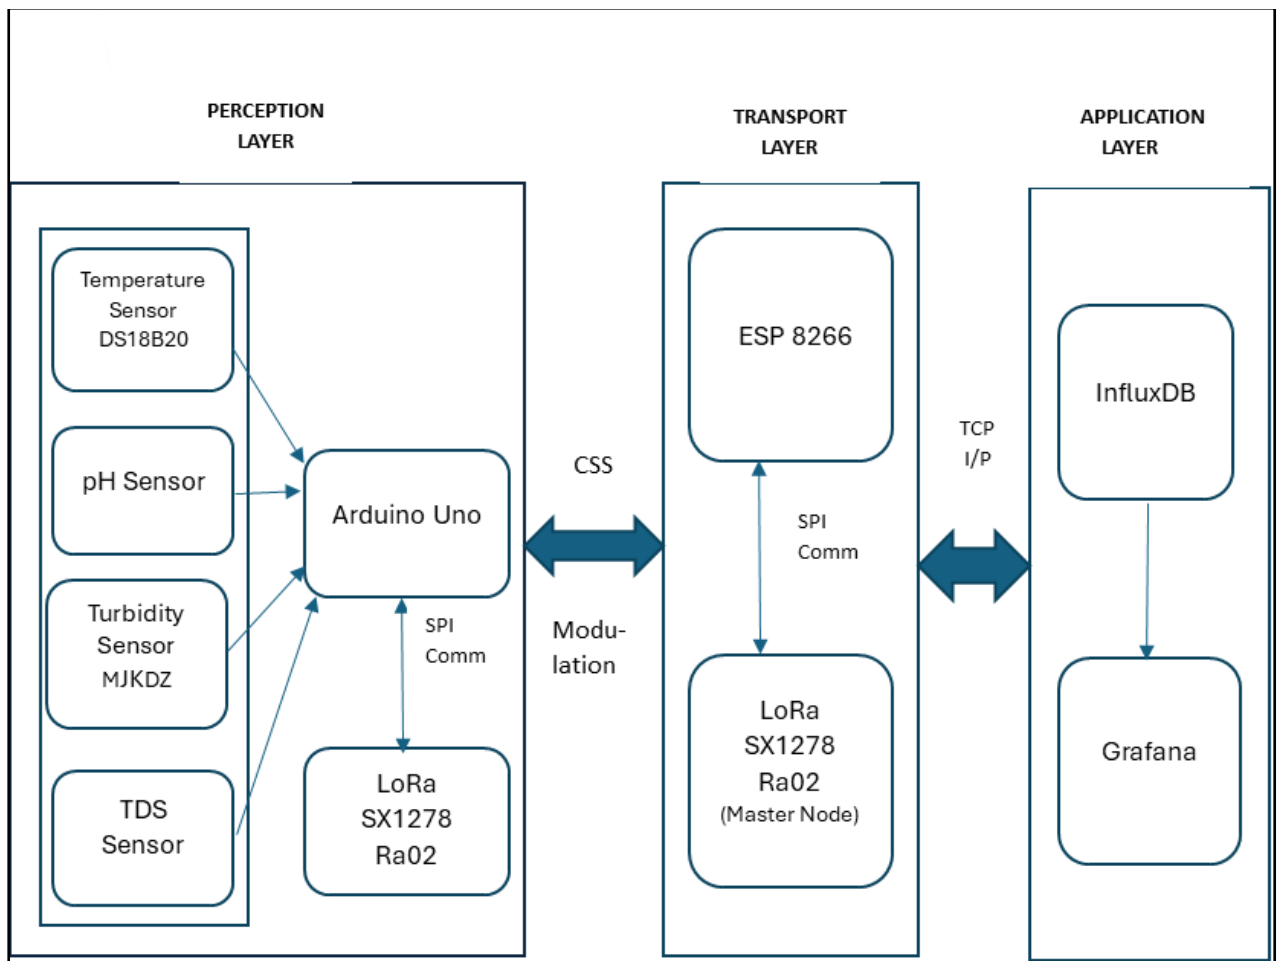 PERCEPTION
LAYER
TRANSPORT
LAYER
APPLICATION
LAYER
Temperature
Sensor
DS18B20
pH Sensor
Turbidity
Sensor
MJKDZ
TDS
Sensor
Arduino Uno
SPI
Comm
LoRa
SX1278
Ra02
CSS
Modu-
lation
ESP 8266
SPI
Comm
LoRa
SX1278
Ra02
(Master Node)
TCP
I/P
InfluxDB
Grafana